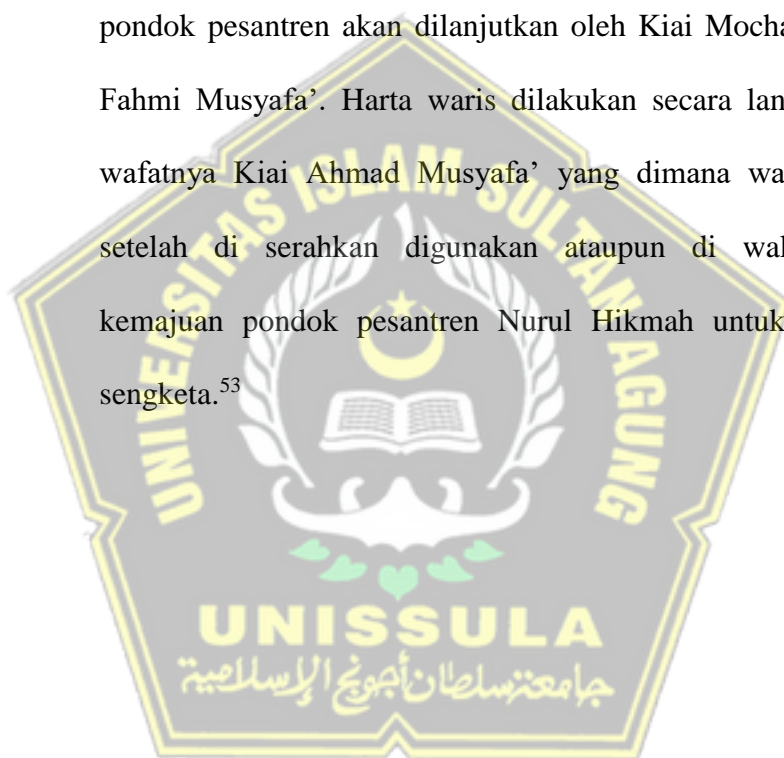 pondok pesantren akan dilanjutkan oleh Kiai Mocha
Fahmi Musyafa’. Harta waris dilakukan secara lan
wafatnya Kiai Ahmad Musyafa’ yang dimana wa
setelah di serahkan digunakan ataupun di wal
kemajuan pondok pesantren Nurul Hikmah untuk
sengketa.53
UNIVERSITAS ISLAM SULTAN AGUNG
UNISSULA
جامعة سلطان أجونج الإسلامية